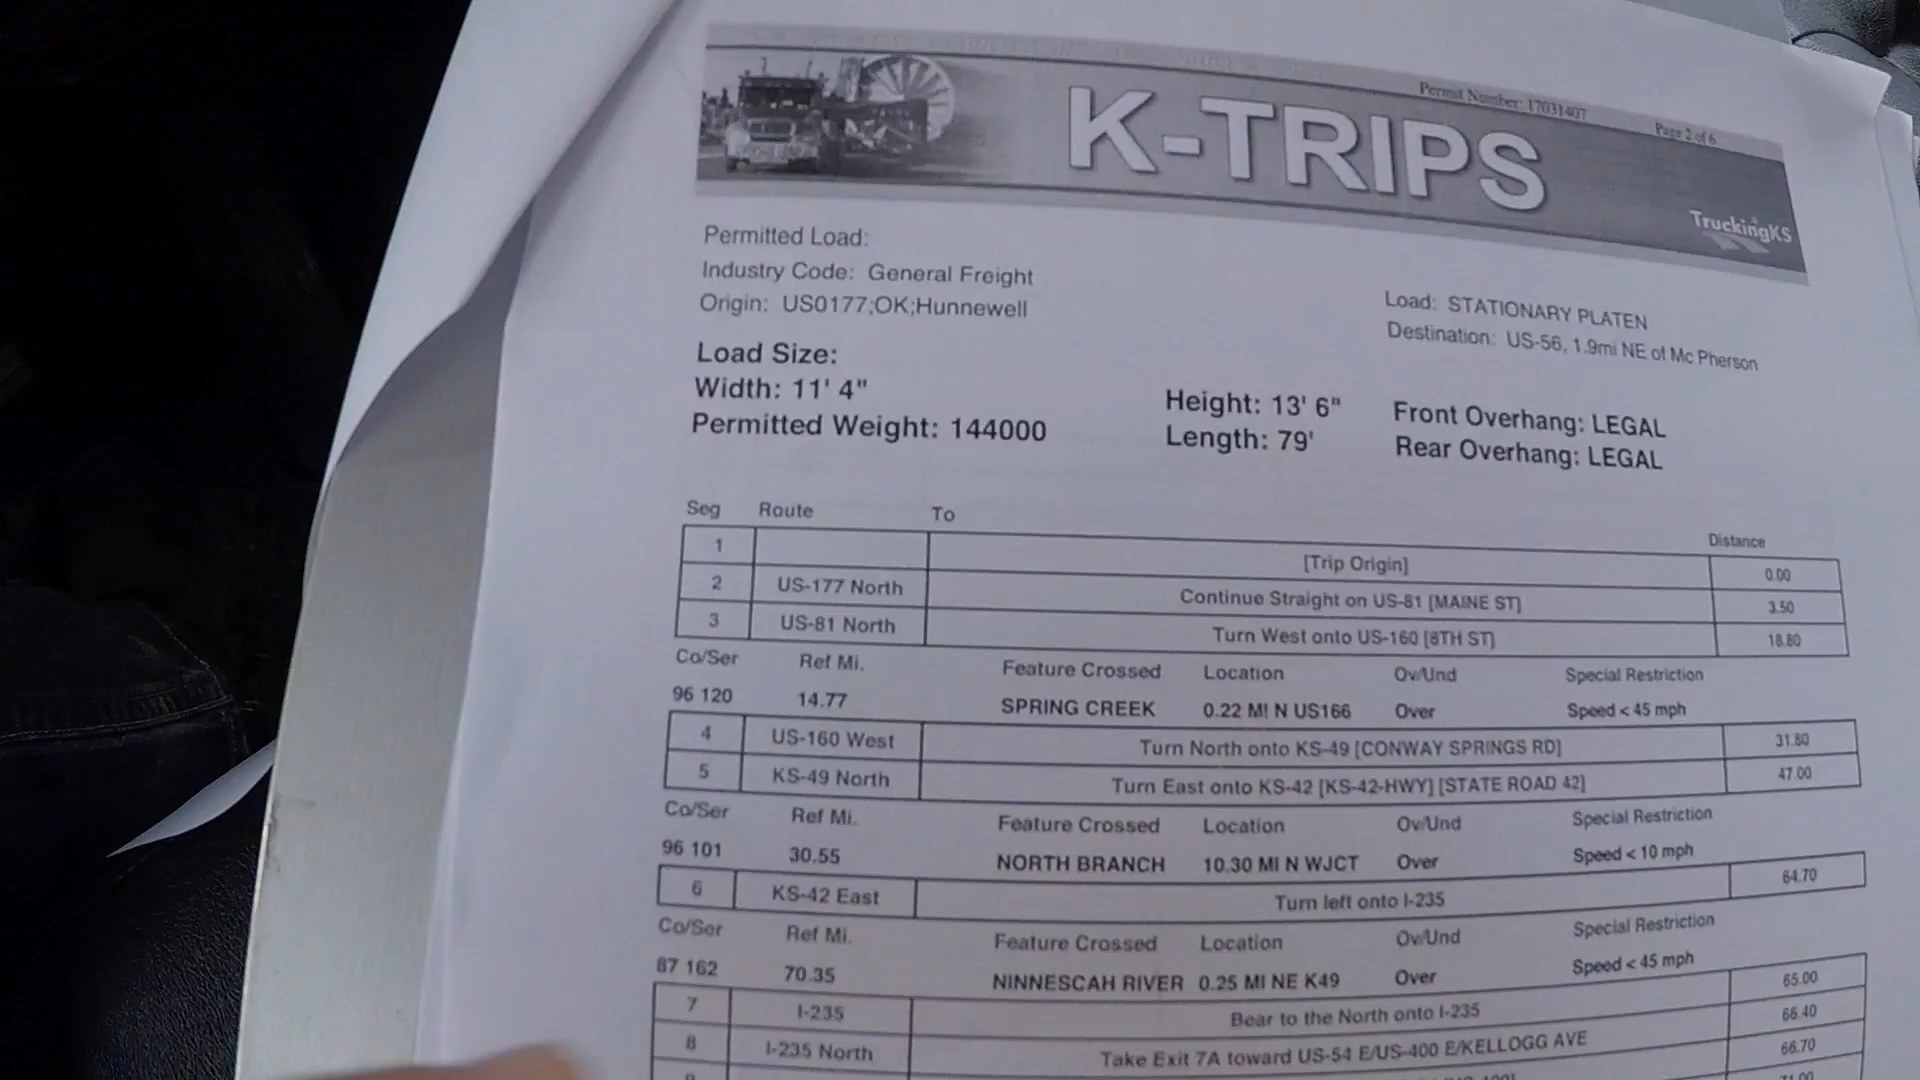 Permit Number: 17031407
Page 2 of 6
K-TRIPS
TruckingKS
Permitted Load:
Industry Code: General Freight
Load: STATIONARY PLATEN
Origin: US0177;OK;Hunnewell
Destination: US-56, 1.9mi NE of Mc Pherson
Load Size:
Width: 11' 4" Height: 13' 6" Front Overhang: LEGAL
Permitted Weight: 144000 Length: 79' Rear Overhang: LEGAL
Seg Route To Distance
1 [Trip Origin] 0.00
2 US-177 North Continue Straight on US-81 [MAINE ST] 3.50
3 US-81 North Turn West onto US-160 [8TH ST] 18.80
Co/Ser Ref Mi. Feature Crossed Location Ov/Und Special Restriction
96 120 14.77 SPRING CREEK 0.22 MI N US166 Over Speed < 45 mph
4 US-160 West Turn North onto KS-49 [CONWAY SPRINGS RD] 31.80
5 KS-49 North Turn East onto KS-42 [KS-42-HWY] [STATE ROAD 42] 47.00
Co/Ser Ref Mi. Feature Crossed Location Ov/Und Special Restriction
96 101 30.55 NORTH BRANCH 10.30 MI N WJCT Over Speed < 10 mph
6 KS-42 East Turn left onto I-235 64.70
Co/Ser Ref Mi. Feature Crossed Location Ov/Und Special Restriction
87 162 70.35 NINNESCAH RIVER 0.25 MI NE K49 Over Speed < 45 mph
7 I-235 Bear to the North onto I-235 65.00
8 I-235 North Take Exit 7A toward US-54 E/US-400 E/KELLOGG AVE 66.40
66.70